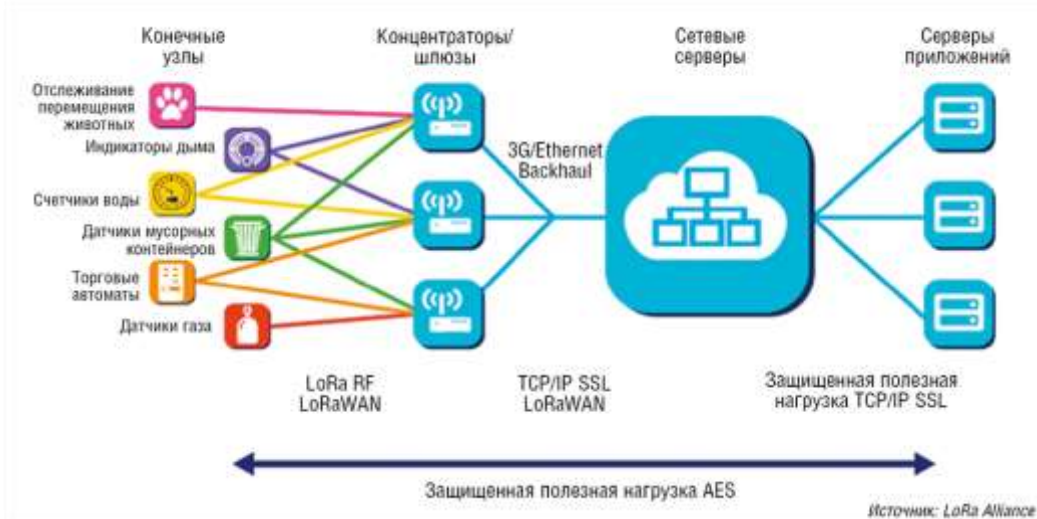 Конечные
узлы
Концентраторы/
шлюзы
Сетевые
серверы
Серверы
приложений
Отслеживание
перемещения
животных
Индикаторы дыма
Счетчики воды
Датчики мусорных
контейнеров
Торговые
автоматы
Датчики газа
3G/Ethernet
Backhaul
LoRa RF
LoRaWAN
TCP/IP SSL
LoRaWAN
Защищенная полезная
нагрузка TCP/IP SSL
Защищенная полезная нагрузка AES
Источник: LoRa Alliance